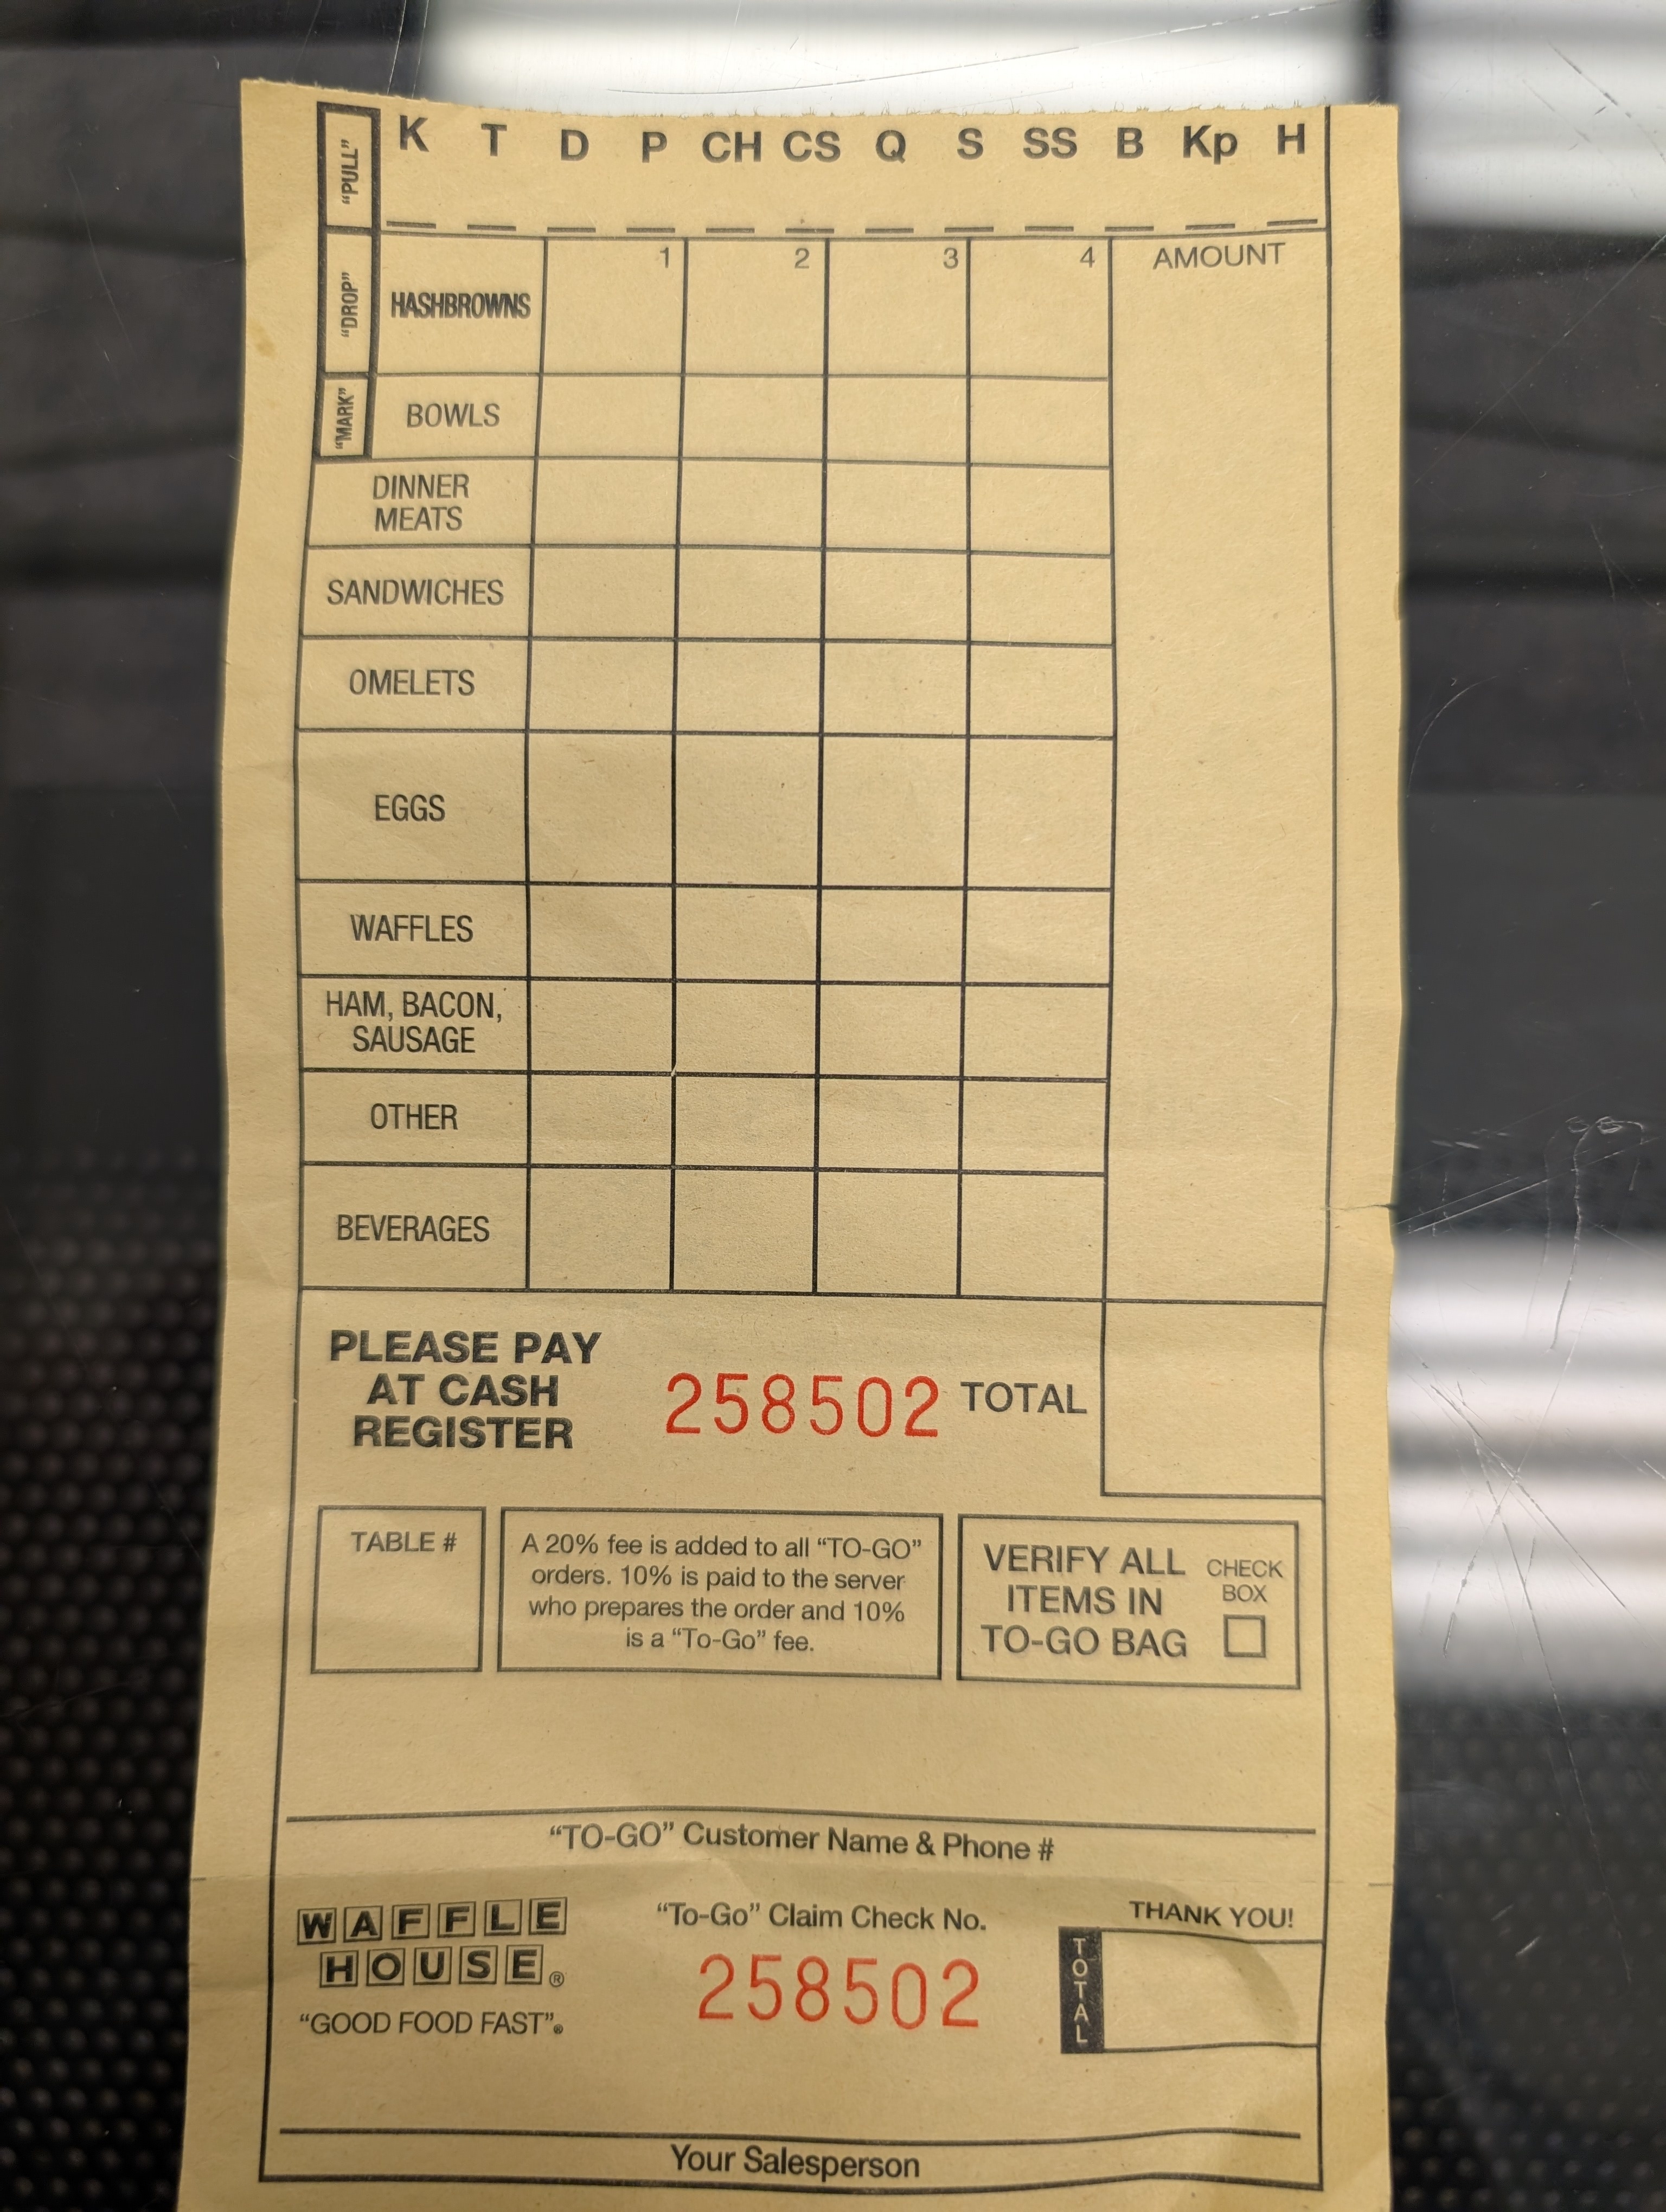 "PULL" K T D P CH CS Q S SS B Kp H
1 2 3 4 AMOUNT
"DROP" HASHBROWNS
"MARK" BOWLS
DINNER
MEATS
SANDWICHES
OMELETS
EGGS
WAFFLES
HAM, BACON,
SAUSAGE
OTHER
BEVERAGES
PLEASE PAY
AT CASH
REGISTER
258502 TOTAL
TABLE #
A 20% fee is added to all “TO-GO”
orders. 10% is paid to the server
who prepares the order and 10%
is a “To-Go” fee.
VERIFY ALL
ITEMS IN
TO-GO BAG
CHECK
BOX
“TO-GO” Customer Name & Phone #
WAFFLE
HOUSE®
“GOOD FOOD FAST”®
“To-Go” Claim Check No.
258502
THANK YOU!
TOTAL
Your Salesperson